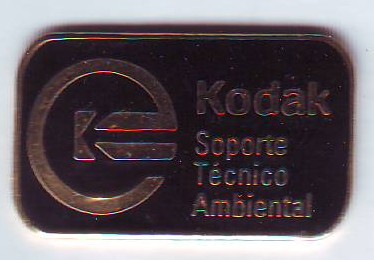 Kodak
Soporte
Técnico
Ambiental